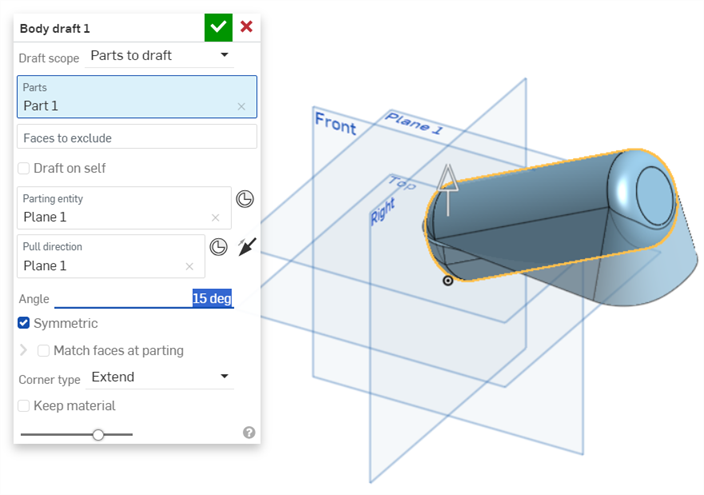 Body draft 1
Draft scope Parts to draft
Parts
Part 1
Faces to exclude
Draft on self
Parting entity
Plane 1
Pull direction
Plane 1
Angle 15 deg
Symmetric
Match faces at parting
Corner type Extend
Keep material
Front
Plane 1
Top
Right